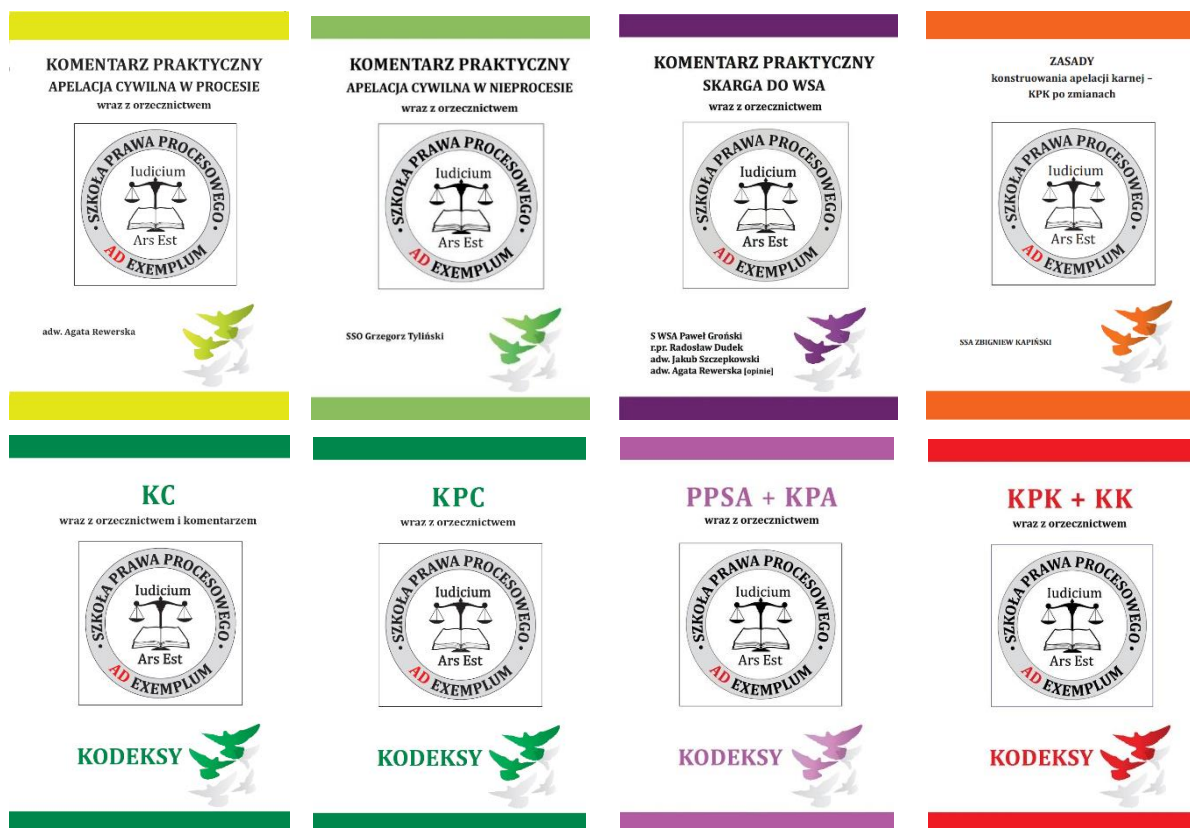 KOMENTARZ PRAKTYCZNY
APELACJA CYWILNA W PROCESIE
wraz z orzecznictwem
SZKOŁA PRAWA PROCESOWEGO
Iudicium
Ars Est
AD EXEMPLUM
adw. Agata Rewerska
KOMENTARZ PRAKTYCZNY
APELACJA CYWILNA W NIEPROCESIE
wraz z orzecznictwem
SZKOŁA PRAWA PROCESOWEGO
Iudicium
Ars Est
AD EXEMPLUM
SSO Grzegorz Tyliński
KOMENTARZ PRAKTYCZNY
SKARGA DO WSA
wraz z orzecznictwem
SZKOŁA PRAWA PROCESOWEGO
Iudicium
Ars Est
AD EXEMPLUM
S WSA Paweł Groński
r.pr. Radosław Dudek
adw. Jakub Szczepkowski
adw. Agata Rewerska [opinie]
ZASADY
konstruowania apelacji karnej –
KPK po zmianach
SZKOŁA PRAWA PROCESOWEGO
Iudicium
Ars Est
AD EXEMPLUM
SSA ZBIGNIEW KAPIŃSKI
KC
wraz z orzecznictwem i komentarzem
SZKOŁA PRAWA PROCESOWEGO
Iudicium
Ars Est
AD EXEMPLUM
KODEKSY
KPC
wraz z orzecznictwem
SZKOŁA PRAWA PROCESOWEGO
Iudicium
Ars Est
AD EXEMPLUM
KODEKSY
PPSA + KPA
wraz z orzecznictwem
SZKOŁA PRAWA PROCESOWEGO
Iudicium
Ars Est
AD EXEMPLUM
KODEKSY
KPK + KK
wraz z orzecznictwem
SZKOŁA PRAWA PROCESOWEGO
Iudicium
Ars Est
AD EXEMPLUM
KODEKSY